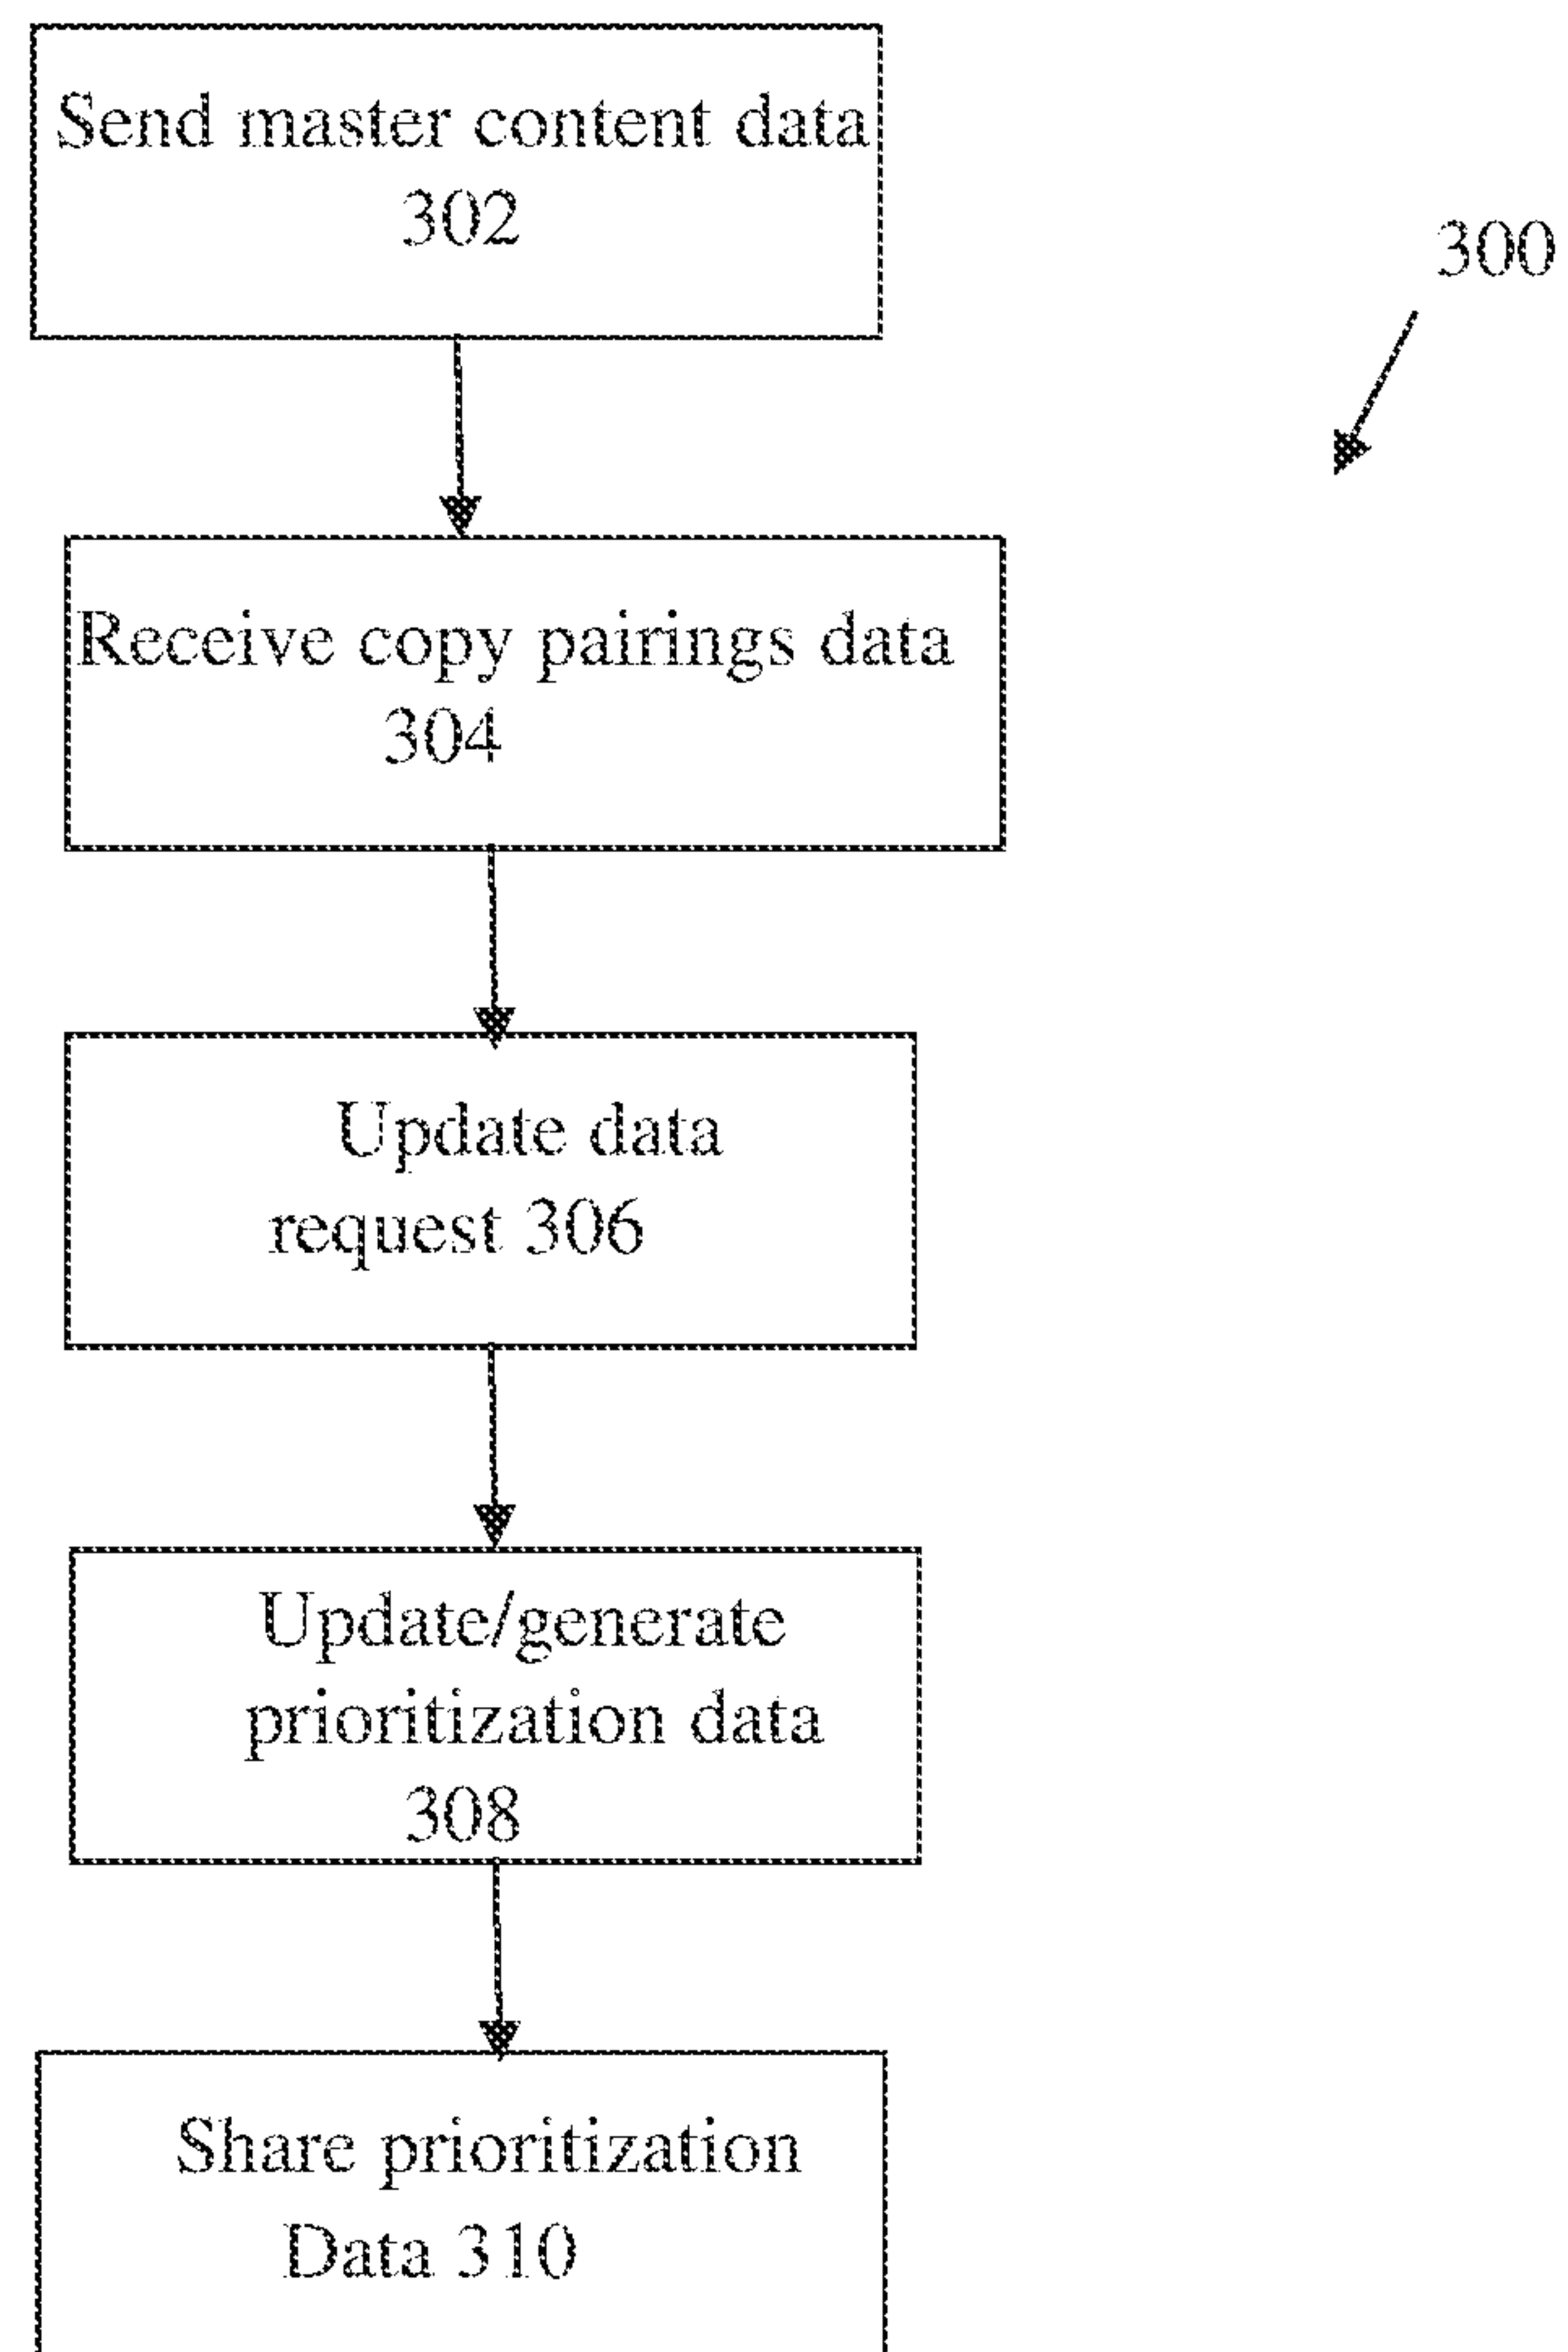 Send master content data
302
300
Receive copy pairings data
304
Update data
request 306
Update/generate
prioritization data
308
Share prioritization
Data 310